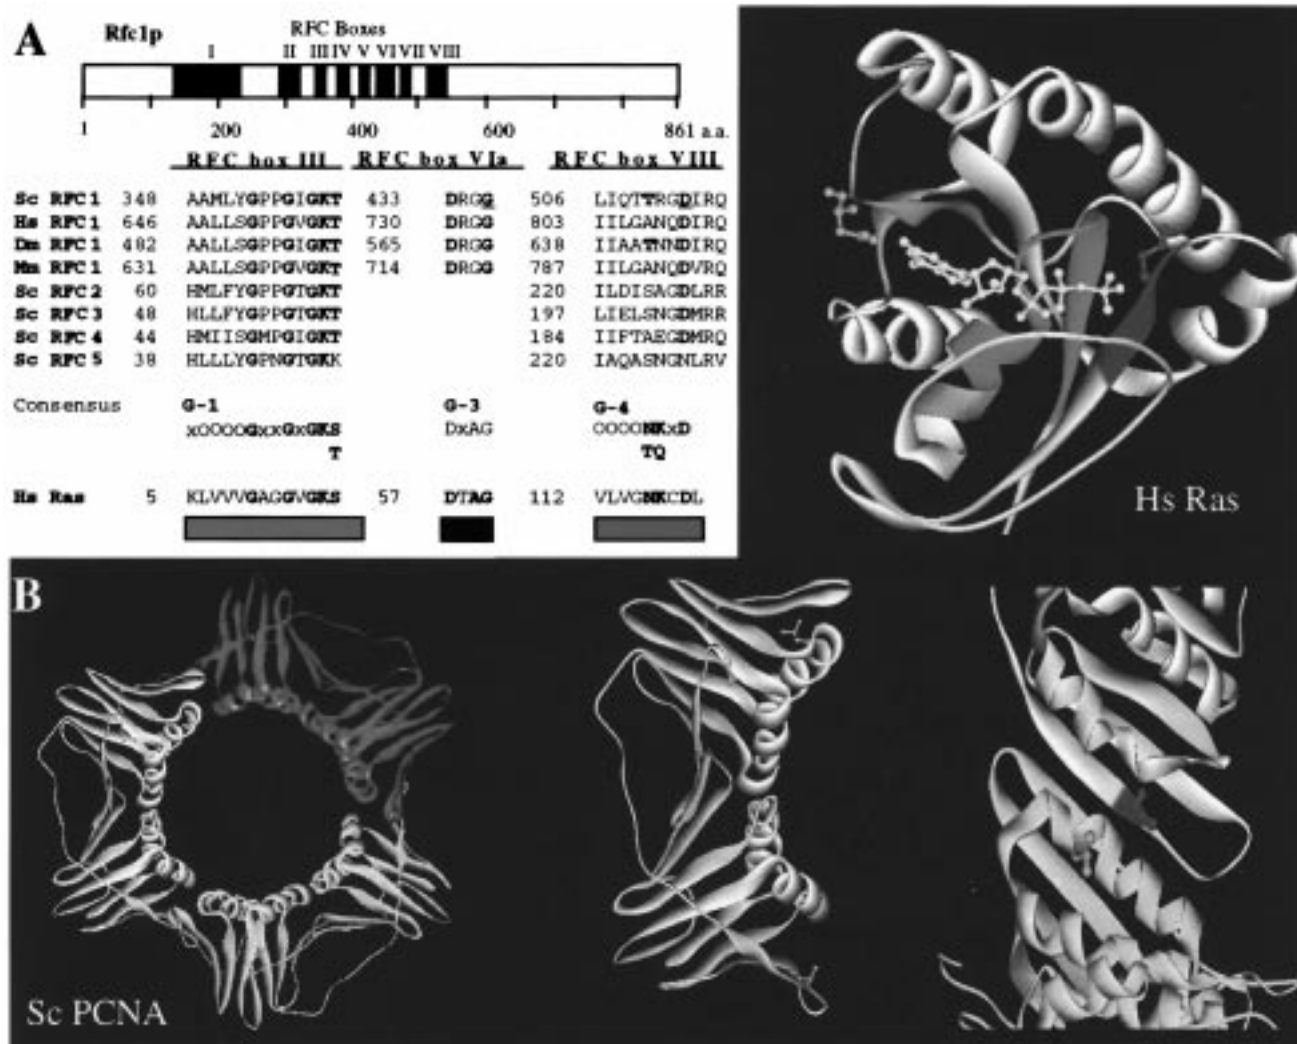 A
Rfc1p
RFC Boxes
I II III IV V VI VII VIII
1 200 400 600 861 a.a.
RFC box III RFC box VIa RFC box VIII
Sc RFC1 348 AAMLYGPPGIGKT 433 DRGG 506 LIQTTRGDIRQ
Hs RFC1 646 AALLSGPPGVGKT 730 DRGG 803 IILGANQDIRQ
Dm RFC1 482 AALLSGPPGIGKT 565 DRGG 638 IIAATNNDIRQ
Mm RFC1 631 AALLSGPPGVGKT 714 DRGG 787 IILGANQDVRQ
Sc RFC2 60 HMLFYGPPGTGKT 220 ILDISAGDLRR
Sc RFC3 48 HLLFYGPPGTGKT 197 LIELSNGDMRR
Sc RFC4 44 HMIISGMPGIGKT 184 IIFTAEGDMRQ
Sc RFC5 38 HLLLYGPNGTGKK 220 IAQASNGNLRV
Consensus G-1 G-3 G-4
xOOOOGxxGxGKS DxAG OOOONKxD
T TQ
Hs Ras 5 KLVVVGAGGVGKS 57 DTAG 112 VLVGNKCDL
Hs Ras
B
Sc PCNA